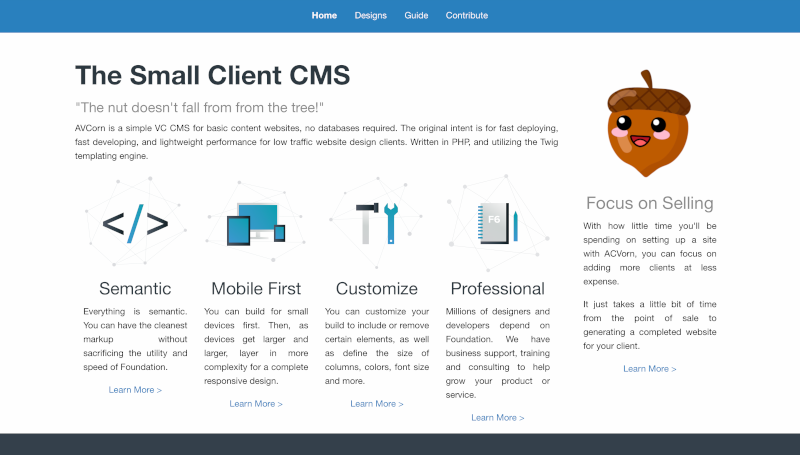 Home Designs Guide Contribute
The Small Client CMS
"The nut doesn't fall from from the tree!"
AVCorn is a simple VC CMS for basic content websites, no databases required. The original intent is for fast deploying,
fast developing, and lightweight performance for low traffic website design clients. Written in PHP, and utilizing the Twig
templating engine.
</>
F6
Semantic
Everything is semantic.
You can have the cleanest
markup without
sacrificing the utility and
speed of Foundation.
Learn More >
Mobile First
You can build for small
devices first. Then, as
devices get larger and
larger, layer in more
complexity for a complete
responsive design.
Learn More >
Customize
You can customize your
build to include or remove
certain elements, as well
as define the size of
columns, colors, font size
and more.
Learn More >
Professional
Millions of designers and
developers depend on
Foundation. We have
business support, training
and consulting to help
grow your product or
service.
Learn More >
Focus on Selling
With how little time you'll be
spending on setting up a site
with ACVorn, you can focus on
adding more clients at less
expense.
It just takes a little bit of time
from the point of sale to
generating a completed website
for your client.
Learn More >